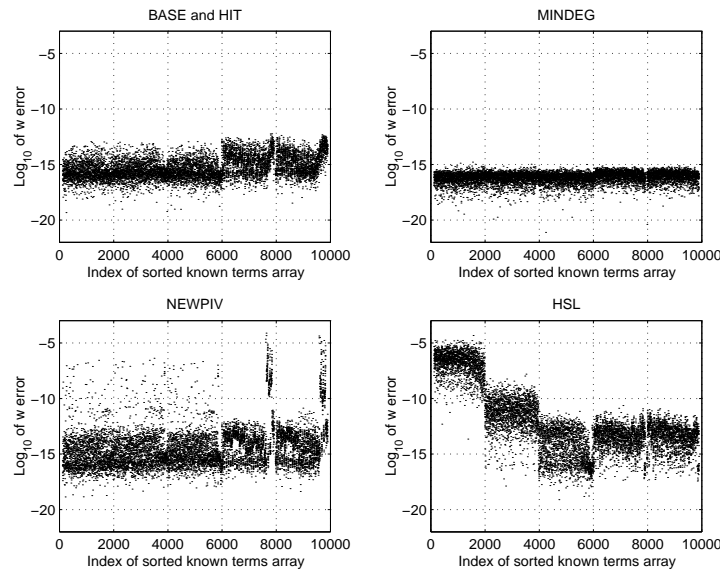 BASE and HIT
−5
−10
−15
−20
Log10 of w error
0 2000 4000 6000 8000 10000
Index of sorted known terms array
MINDEG
−5
−10
−15
−20
Log10 of w error
0 2000 4000 6000 8000 10000
Index of sorted known terms array
NEWPIV
−5
−10
−15
−20
Log10 of w error
0 2000 4000 6000 8000 10000
Index of sorted known terms array
HSL
−5
−10
−15
−20
Log10 of w error
0 2000 4000 6000 8000 10000
Index of sorted known terms array